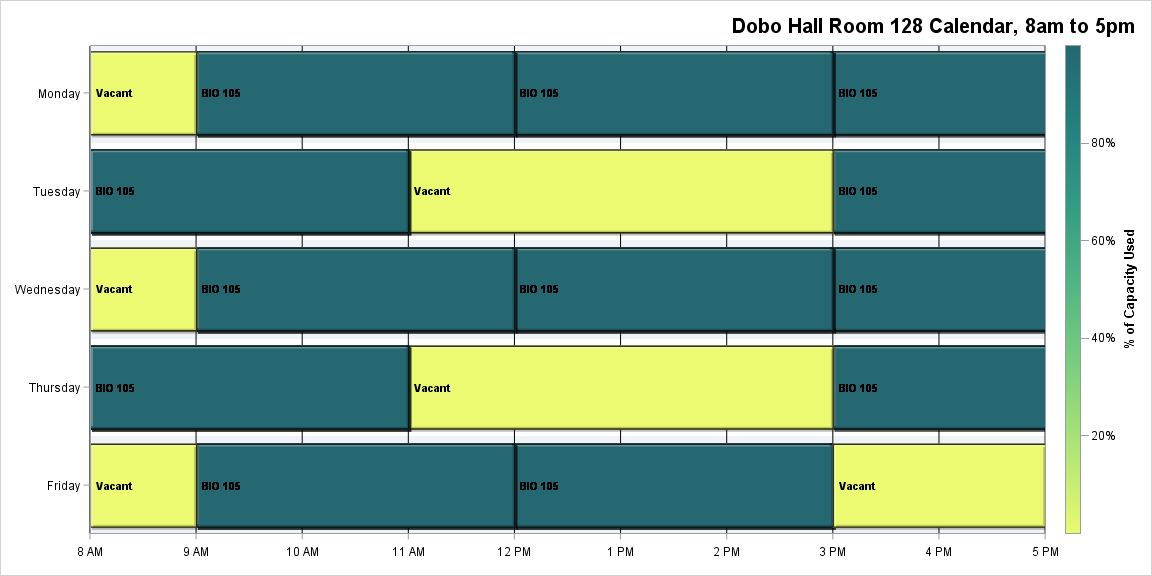 Dobo Hall Room 128 Calendar, 8am to 5pm
Monday Vacant BIO 105 BIO 105 BIO 105
80%
Tuesday BIO 105 Vacant BIO 105
60%
Wednesday Vacant BIO 105 BIO 105 BIO 105
% of Capacity Used
40%
Thursday BIO 105 Vacant BIO 105
20%
Friday Vacant BIO 105 BIO 105 Vacant
8 AM 9 AM 10 AM 11 AM 12 PM 1 PM 2 PM 3 PM 4 PM 5 PM